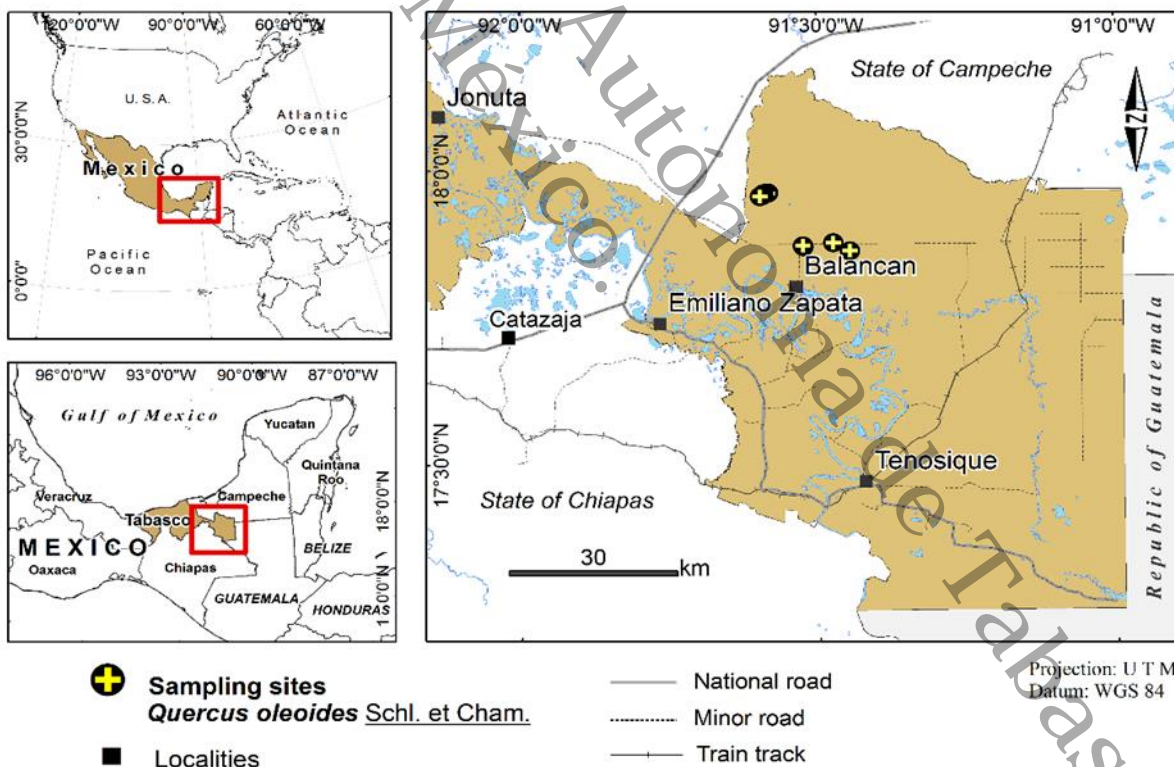 120°0'0"W 90°0'0"W 60°0'0"W
30°0'0"N
0°0'0"
U.S.A.
Atlantic
Ocean
Mexico
Pacific
Ocean
96°0'0"W 93°0'0"W 90°0'0"W 87°0'0"W
18°0'0"N
Gulf of Mexico
Yucatan
Quintana
Roo
Campeche
Veracruz
Tabasco
MEXICO
Oaxaca
Chiapas
BELIZE
GUATEMALA
HONDURAS
92°0'0"W 91°30'0"W 91°0'0"W
18°0'0"N
17°30'0"N
State of Campeche
N
Jonuta
Balancan
Emiliano Zapata
Catazaja
Tenosique
State of Chiapas
Republic of Guatemala
30
km
Autónoma de Tabas
México.
Sampling sites
Quercus oleoides Schl. et Cham.
Localities
National road
Minor road
Train track
Projection: U T M
Datum: WGS 84